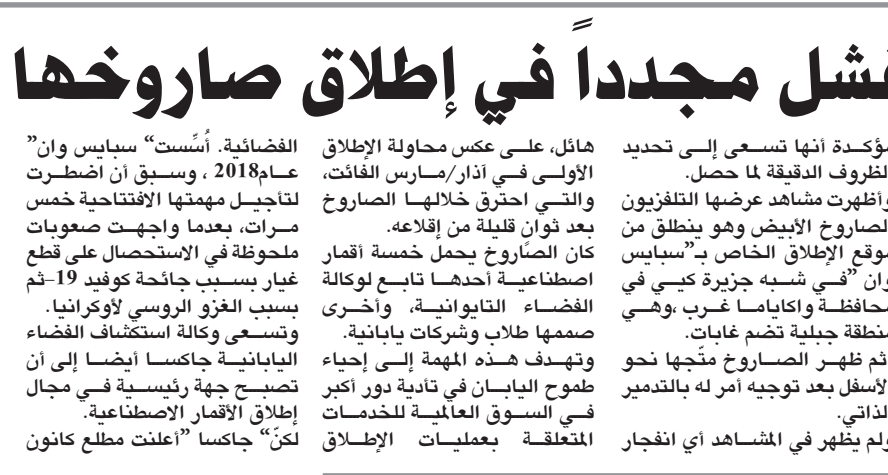 فشل مجدداً في إطلاق صاروخها
مؤكدة أنها تسعى إلى تحديد
الظروف الدقيقة لما حصل.
وأظهرت مشاهد عرضها التلفزيون
الصاروخ الأبيض وهو ينطلق من
موقع الإطلاق الخاص بـ”سبايس
وان “في شبه جزيرة كيي في
محافظة واكاياما غرب ،وهي
منطقة جبلية تضم غابات.
ثم ظهر الصاروخ متّجها نحو
الأسفل بعد توجيه أمر له بالتدمير
الذاتي.
ولم يظهر في المشاهد أي انفجار
هائل، على عكس محاولة الإطلاق
الأولى في آذار/مارس الفائت،
والتي احترق خلالها الصاروخ
بعد ثوانٍ قليلة من إقلاعه.
كان الصاروخ يحمل خمسة أقمار
اصطناعية أحدها تابع لوكالة
الفضاء التايوانية، وأخرى
صممها طلاب وشركات يابانية.
وتهدف هذه المهمة إلى إحياء
طموح اليابان في تأدية دور أكبر
في السوق العالمية للخدمات
المتعلقة بعمليات الإطلاق
الفضائية. أُسِّست“ سبايس وان”
عام2018 ، وسبق أن اضطرت
لتأجيل مهمتها الافتتاحية خمس
مرات، بعدما واجهت صعوبات
ملحوظة في الاستحصال على قطع
غيار بسبب جائحة كوفيد 19–ثم
بسبب الغزو الروسي لأوكرانيا.
وتسعى وكالة استكشاف الفضاء
اليابانية جاكسا أيضا إلى أن
تصبح جهة رئيسية في مجال
إطلاق الأقمار الاصطناعية.
لكنّ“ جاكسا ”أعلنت مطلع كانون